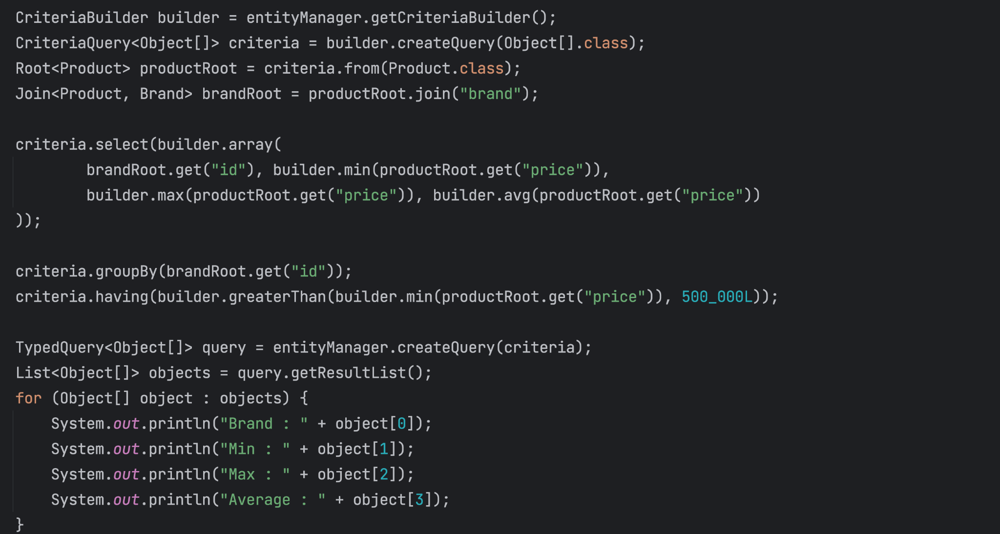 CriteriaBuilder builder = entityManager.getCriteriaBuilder();
CriteriaQuery<Object[]> criteria = builder.createQuery(Object[].class);
Root<Product> productRoot = criteria.from(Product.class);
Join<Product, Brand> brandRoot = productRoot.join("brand");

criteria.select(builder.array(
        brandRoot.get("id"), builder.min(productRoot.get("price")),
        builder.max(productRoot.get("price")), builder.avg(productRoot.get("price"))
));

criteria.groupBy(brandRoot.get("id"));
criteria.having(builder.greaterThan(builder.min(productRoot.get("price")), 500_000L));

TypedQuery<Object[]> query = entityManager.createQuery(criteria);
List<Object[]> objects = query.getResultList();
for (Object[] object : objects) {
    System.out.println("Brand : " + object[0]);
    System.out.println("Min : " + object[1]);
    System.out.println("Max : " + object[2]);
    System.out.println("Average : " + object[3]);
}